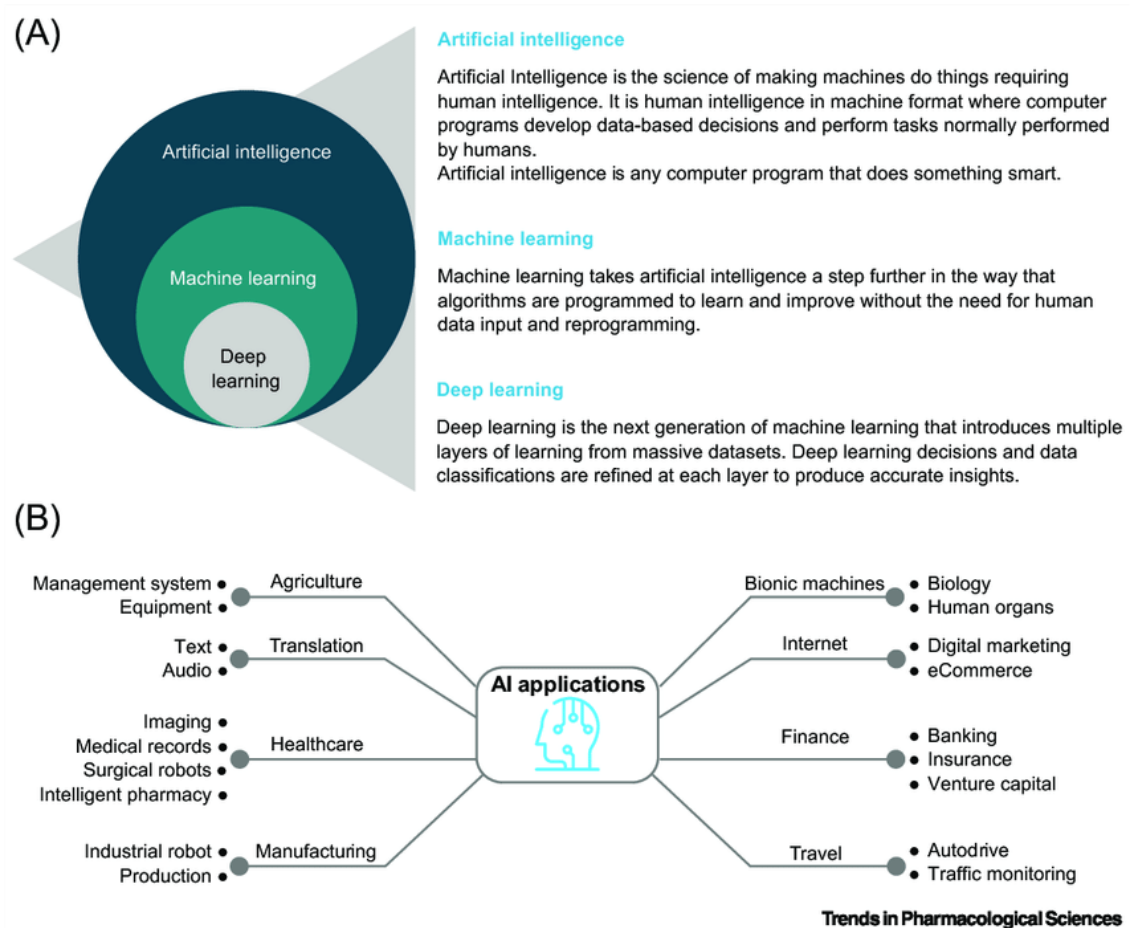 (A)
Artificial intelligence
Machine learning
Deep
learning
Artificial intelligence
Artificial Intelligence is the science of making machines do things requiring
human intelligence. It is human intelligence in machine format where computer
programs develop data-based decisions and perform tasks normally performed
by humans.
Artificial intelligence is any computer program that does something smart.
Machine learning
Machine learning takes artificial intelligence a step further in the way that
algorithms are programmed to learn and improve without the need for human
data input and reprogramming.
Deep learning
Deep learning is the next generation of machine learning that introduces multiple
layers of learning from massive datasets. Deep learning decisions and data
classifications are refined at each layer to produce accurate insights.
(B)
AI applications
Agriculture
Management system •
Equipment •
Translation
Text •
Audio •
Healthcare
Imaging •
Medical records •
Surgical robots •
Intelligent pharmacy •
Manufacturing
Industrial robot •
Production •
Bionic machines
• Biology
• Human organs
Internet
• Digital marketing
• eCommerce
Finance
• Banking
• Insurance
• Venture capital
Travel
• Autodrive
• Traffic monitoring
Trends in Pharmacological Sciences